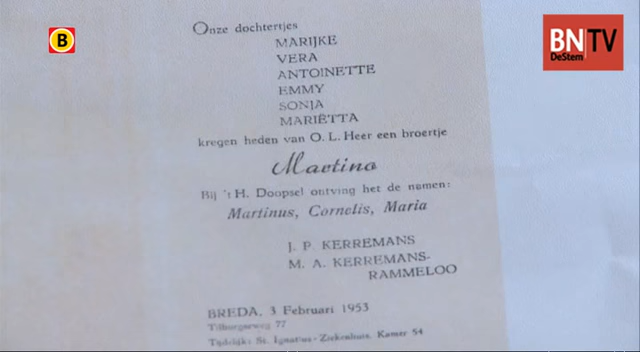 B
BN TV
DeStem
Onze dochtertjes
MARIJKE
VERA
ANTOINETTE
EMMY
SONJA
MARIËTTA
kregen heden van O. L. Heer een broertje
Martino
Bij 't H. Doopsel ontving het de namen:
Martinus, Cornelis, Maria
J. P. KERREMANS
M. A. KERREMANS-
RAMMELOO
BREDA, 3 Februari 1953
Tilburgseweg 77
Tijdelijk: St. Ignatius-Ziekenhuis, Kamer 54